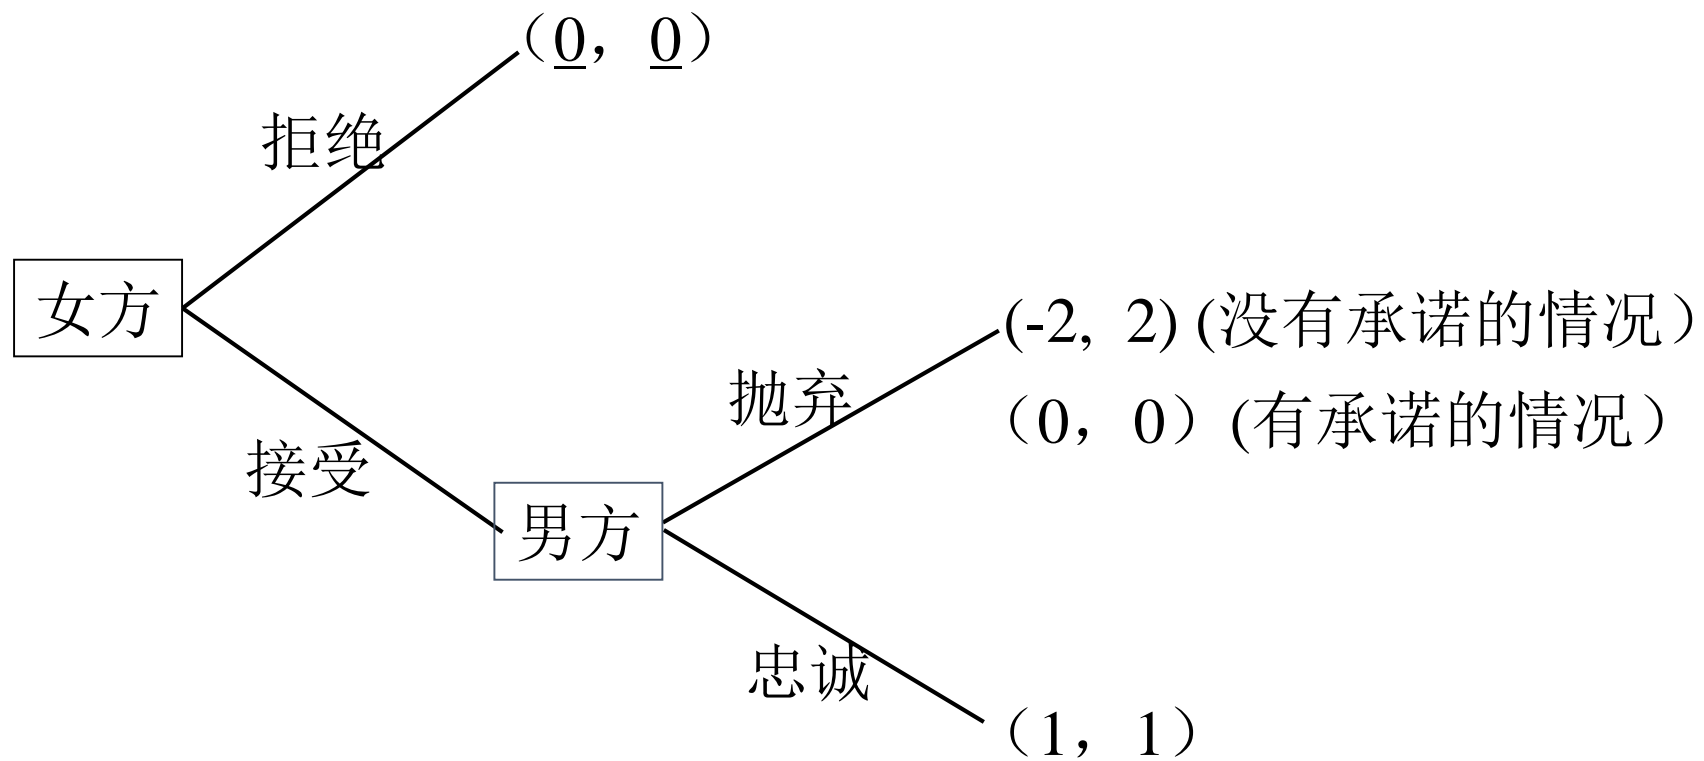 （0，0）
拒绝
女方
(-2, 2) (没有承诺的情况）
抛弃
（0，0）(有承诺的情况）
接受
男方
忠诚
（1，1）